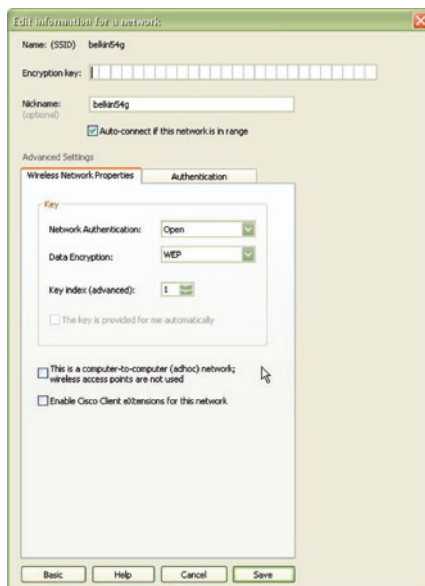 Edit information for a network
Name: (SSID) belkin54g
Encryption key:
Nickname: belkin54g
(optional)
Auto-connect if this network is in range
Advanced Settings
Wireless Network Properties Authentication
Key
Network Authentication: Open
Data Encryption: WEP
Key index (advanced): 1
The key is provided for me automatically
This is a computer-to-computer (adhoc) network;
wireless access points are not used
Enable Cisco Client eXtensions for this network
Basic Help Cancel Save